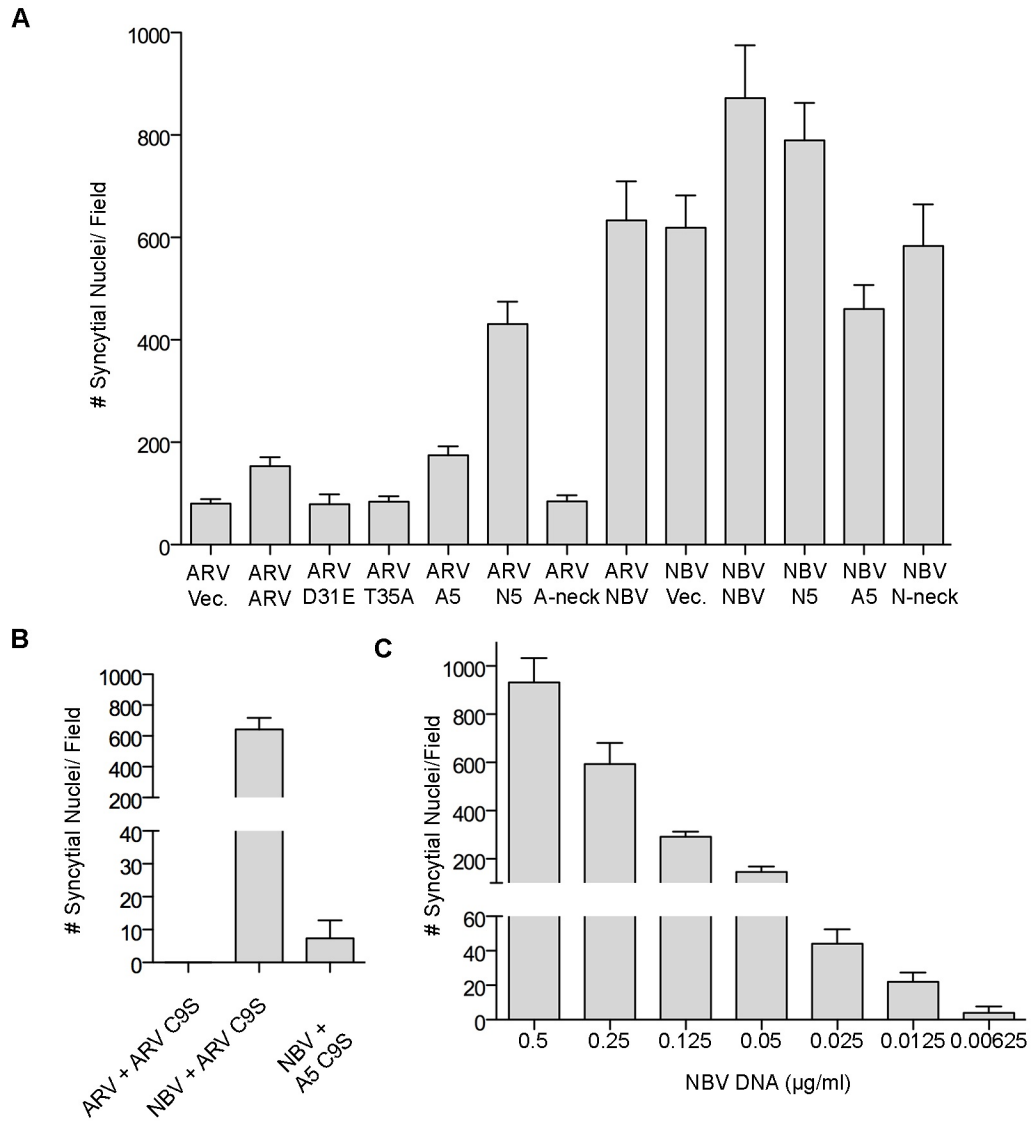 A
# Syncytial Nuclei/ Field
1000
800
600
400
200
0
ARV ARV ARV ARV ARV ARV ARV ARV NBV NBV NBV NBV NBV
Vec. ARV D31E T35A A5 N5 A-neck NBV Vec. NBV N5 A5 N-neck
B
# Syncytial Nuclei/ Field
1000
800
600
400
200
40
30
20
10
0
ARV + ARV C9S
NBV + ARV C9S
NBV +
A5 C9S
C
# Syncytial Nuclei/Field
1000
800
600
400
200
60
40
20
0
0.5 0.25 0.125 0.05 0.025 0.0125 0.00625
NBV DNA (µg/ml)